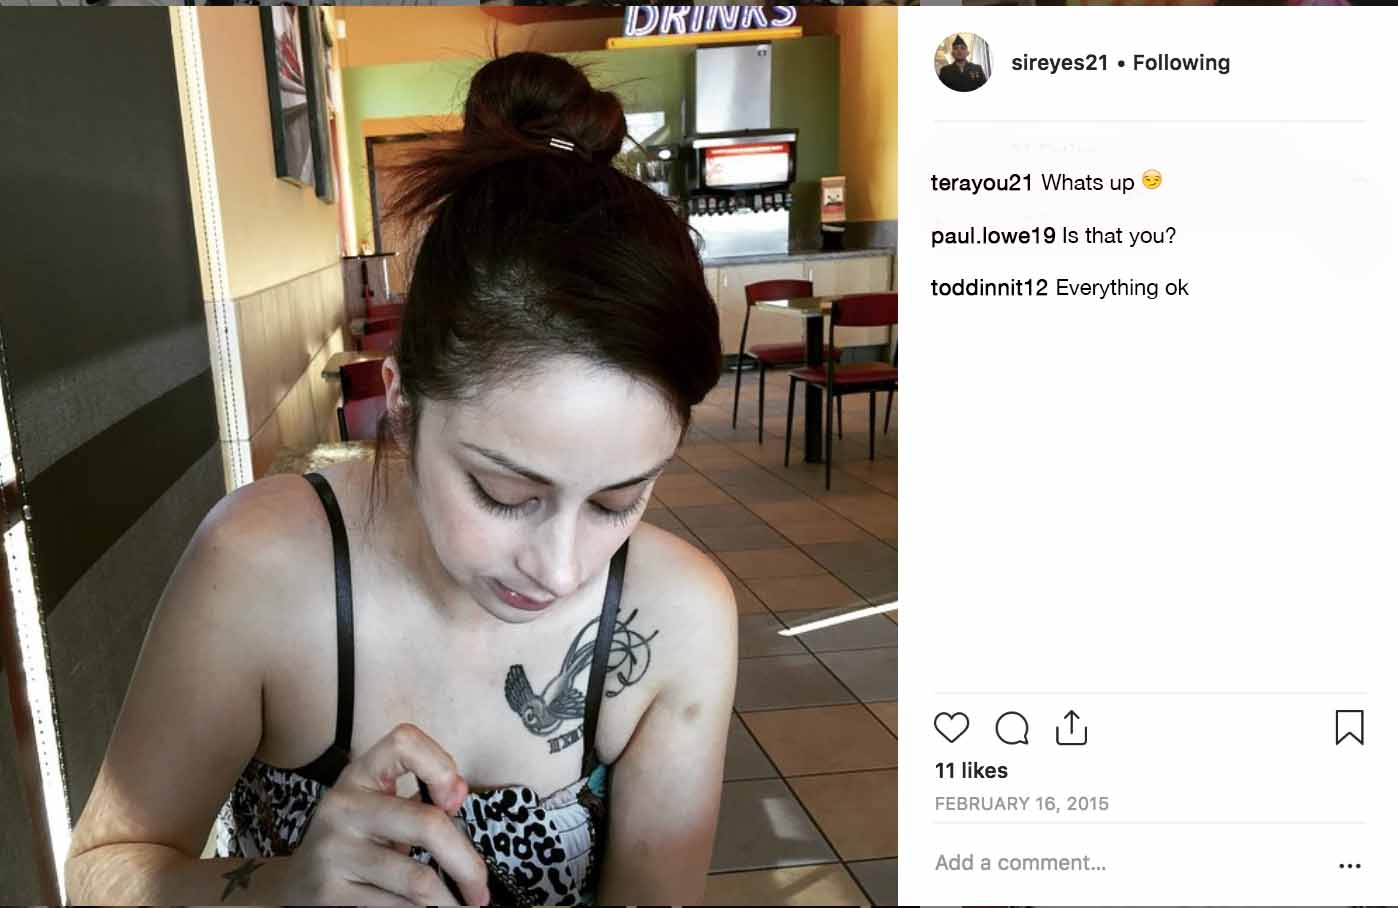 DRINKS
sireyes21 • Following
terayou21 Whats up 😏
paul.lowe19 Is that you?
toddinnit12 Everything ok
11 likes
FEBRUARY 16, 2015
Add a comment...